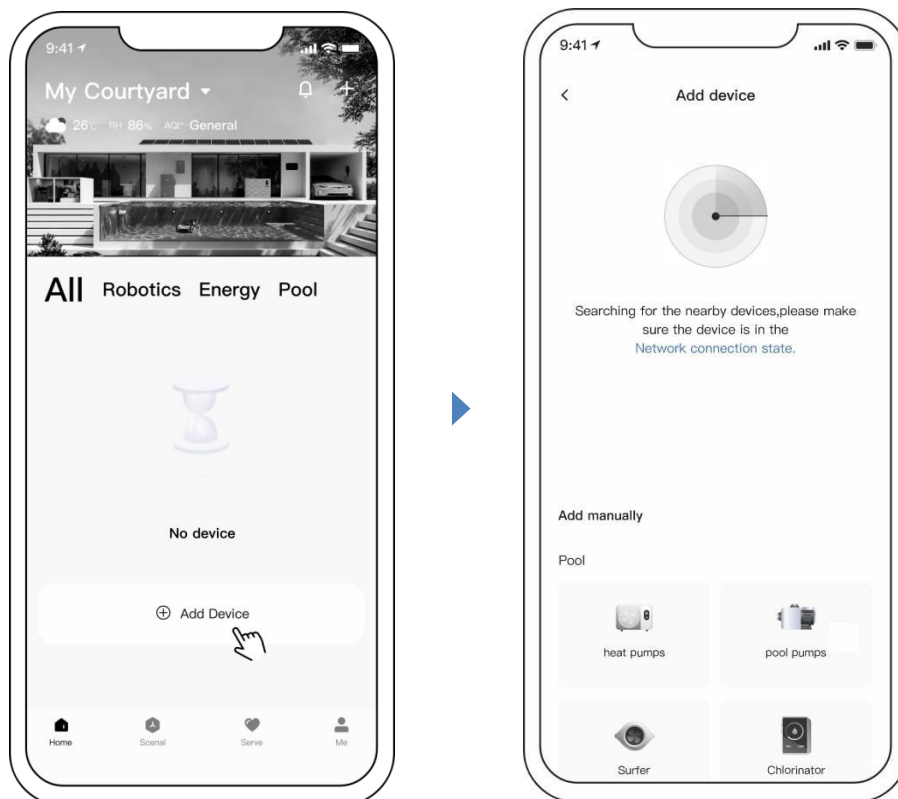 9:41
My Courtyard
26℃ RH 86% AQI* General
All Robotics Energy Pool
No device
Add Device
Home Scenal Serve Me
9:41
Add device
Searching for the nearby devices,please make
sure the device is in the
Network connection state.
Add manually
Pool
heat pumps pool pumps
Surfer Chlorinator